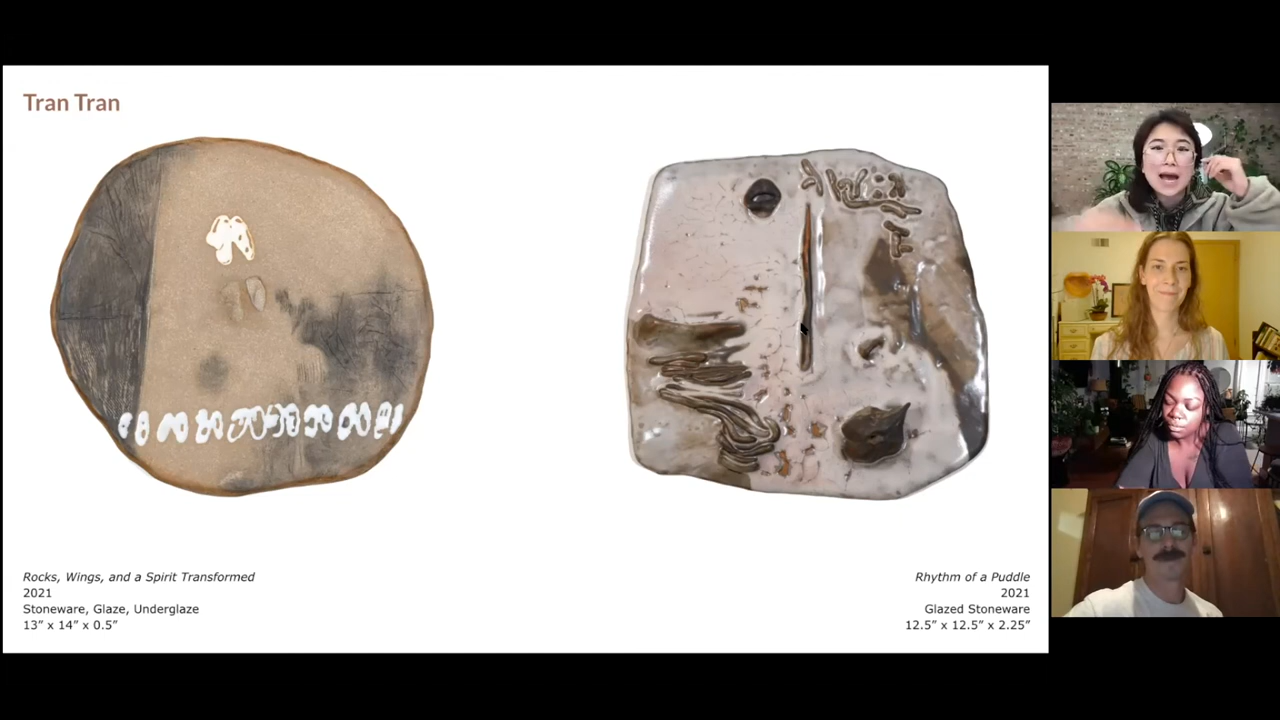 Tran Tran
Rocks, Wings, and a Spirit Transformed
2021
Stoneware, Glaze, Underglaze
13” x 14” x 0.5”
Rhythm of a Puddle
2021
Glazed Stoneware
12.5” x 12.5” x 2.25”